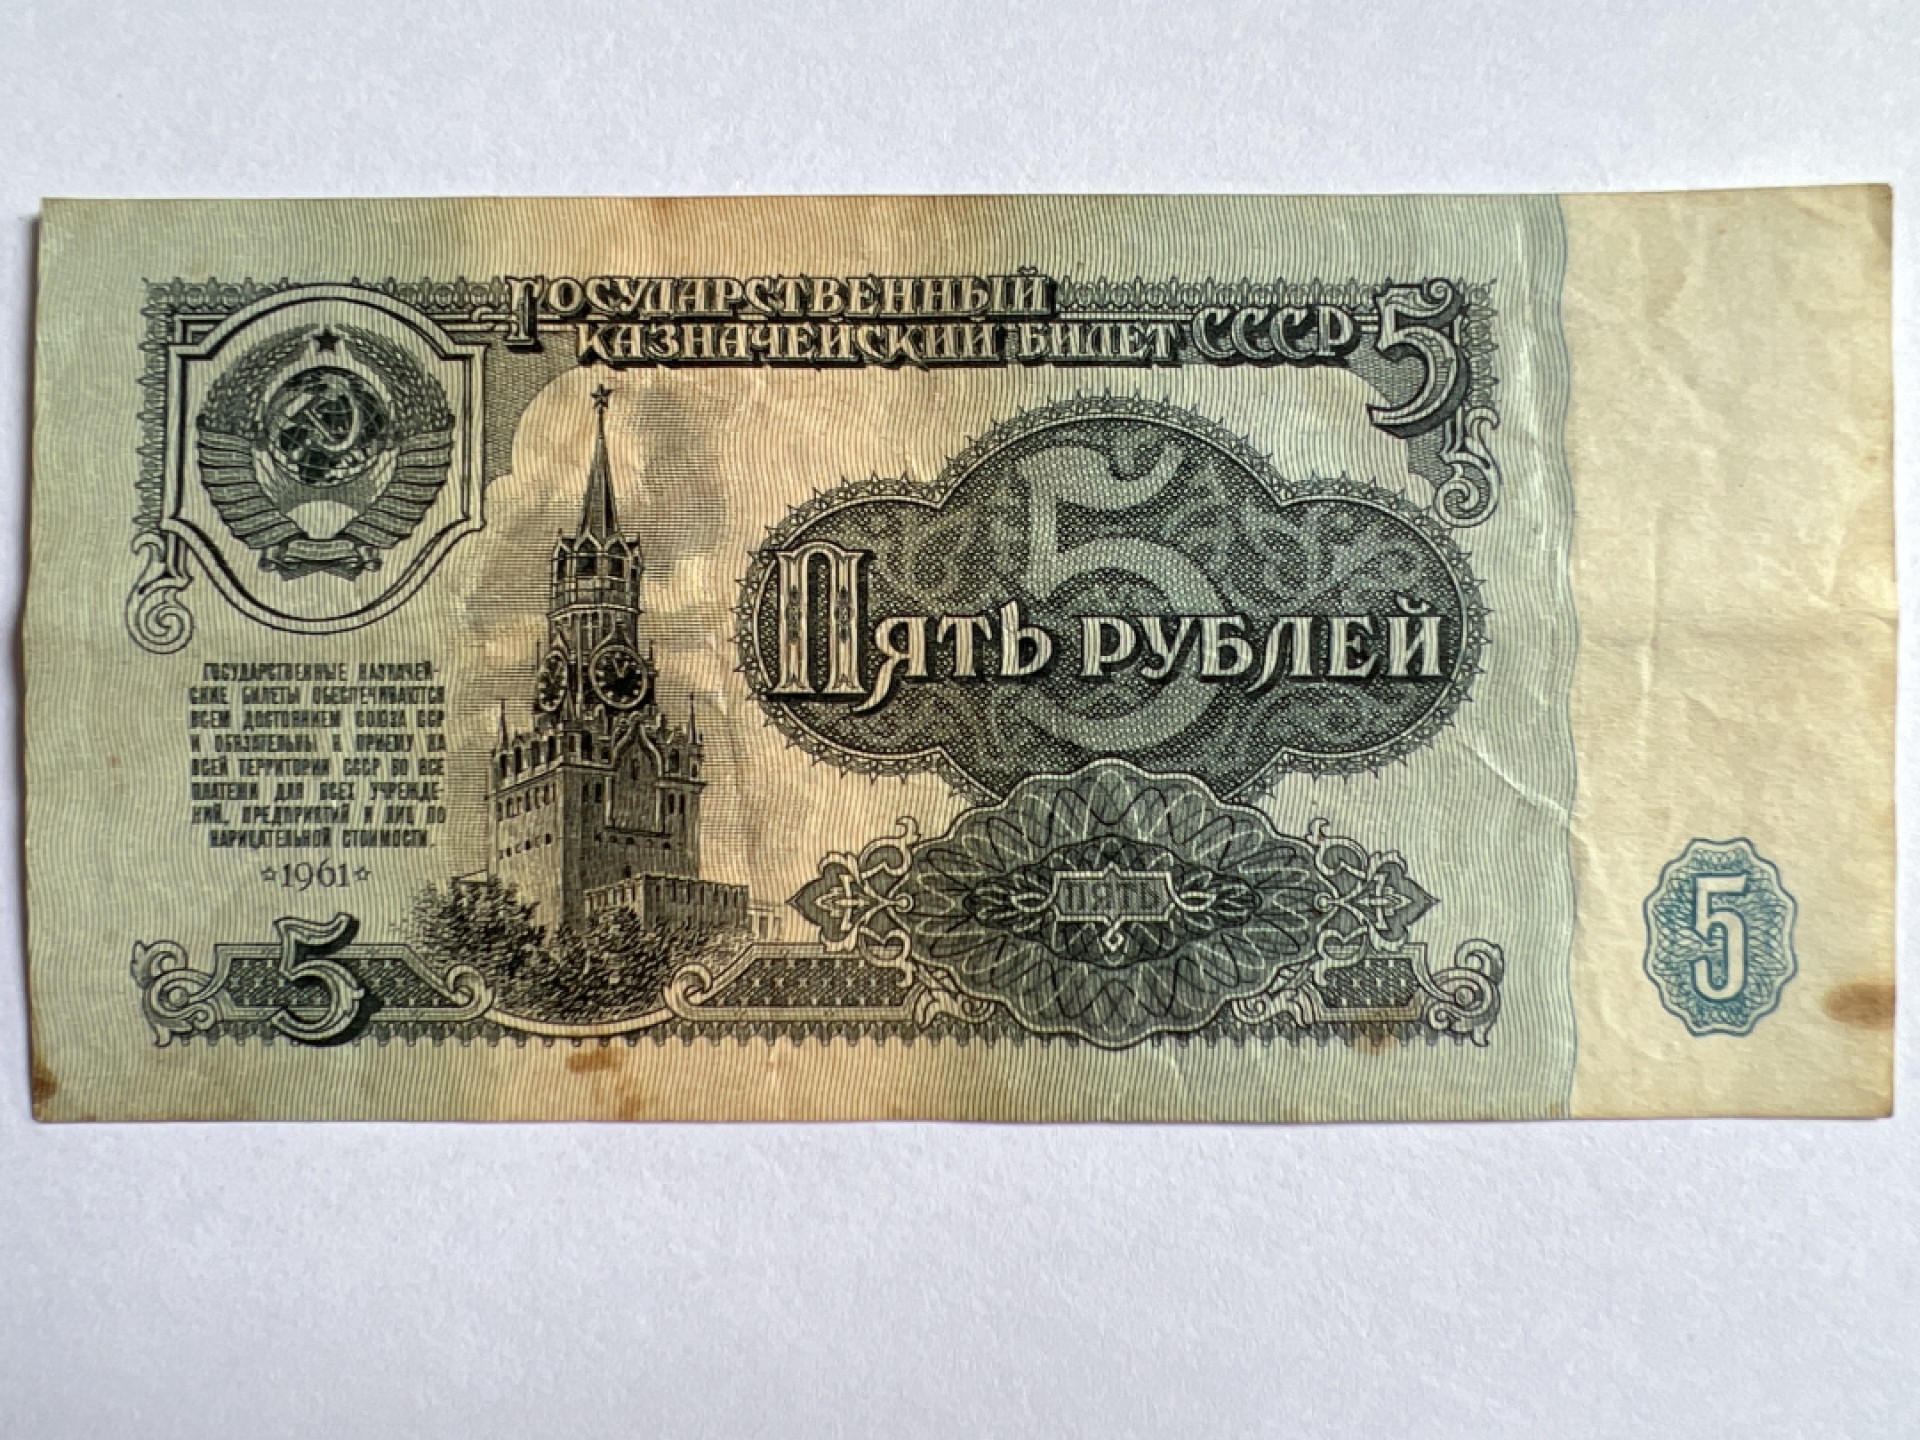 ГОСУДАРСТВЕННЫЙ
КАЗНАЧЕЙСКИЙ БИЛЕТ СССР 5
5
ПЯТЬ РУБЛЕЙ
ГОСУДАРСТВЕННЫЕ КАЗНАЧЕЙ-
СКИЕ БИЛЕТЫ ОБЕСПЕЧИВАЮТСЯ
ВСЕМ ДОСТОЯНИЕМ СОЮЗА ССР
И ОБЯЗАТЕЛЬНЫ К ПРИЕМУ НА
ВСЕЙ ТЕРРИТОРИИ СССР ВО ВСЕ
ПЛАТЕЖИ ДЛЯ ВСЕХ УЧРЕЖДЕ-
НИЙ, ПРЕДПРИЯТИЙ И ЛИЦ ПО
НАРИЦАТЕЛЬНОЙ СТОИМОСТИ.
☆1961☆
ПЯТЬ
5
5